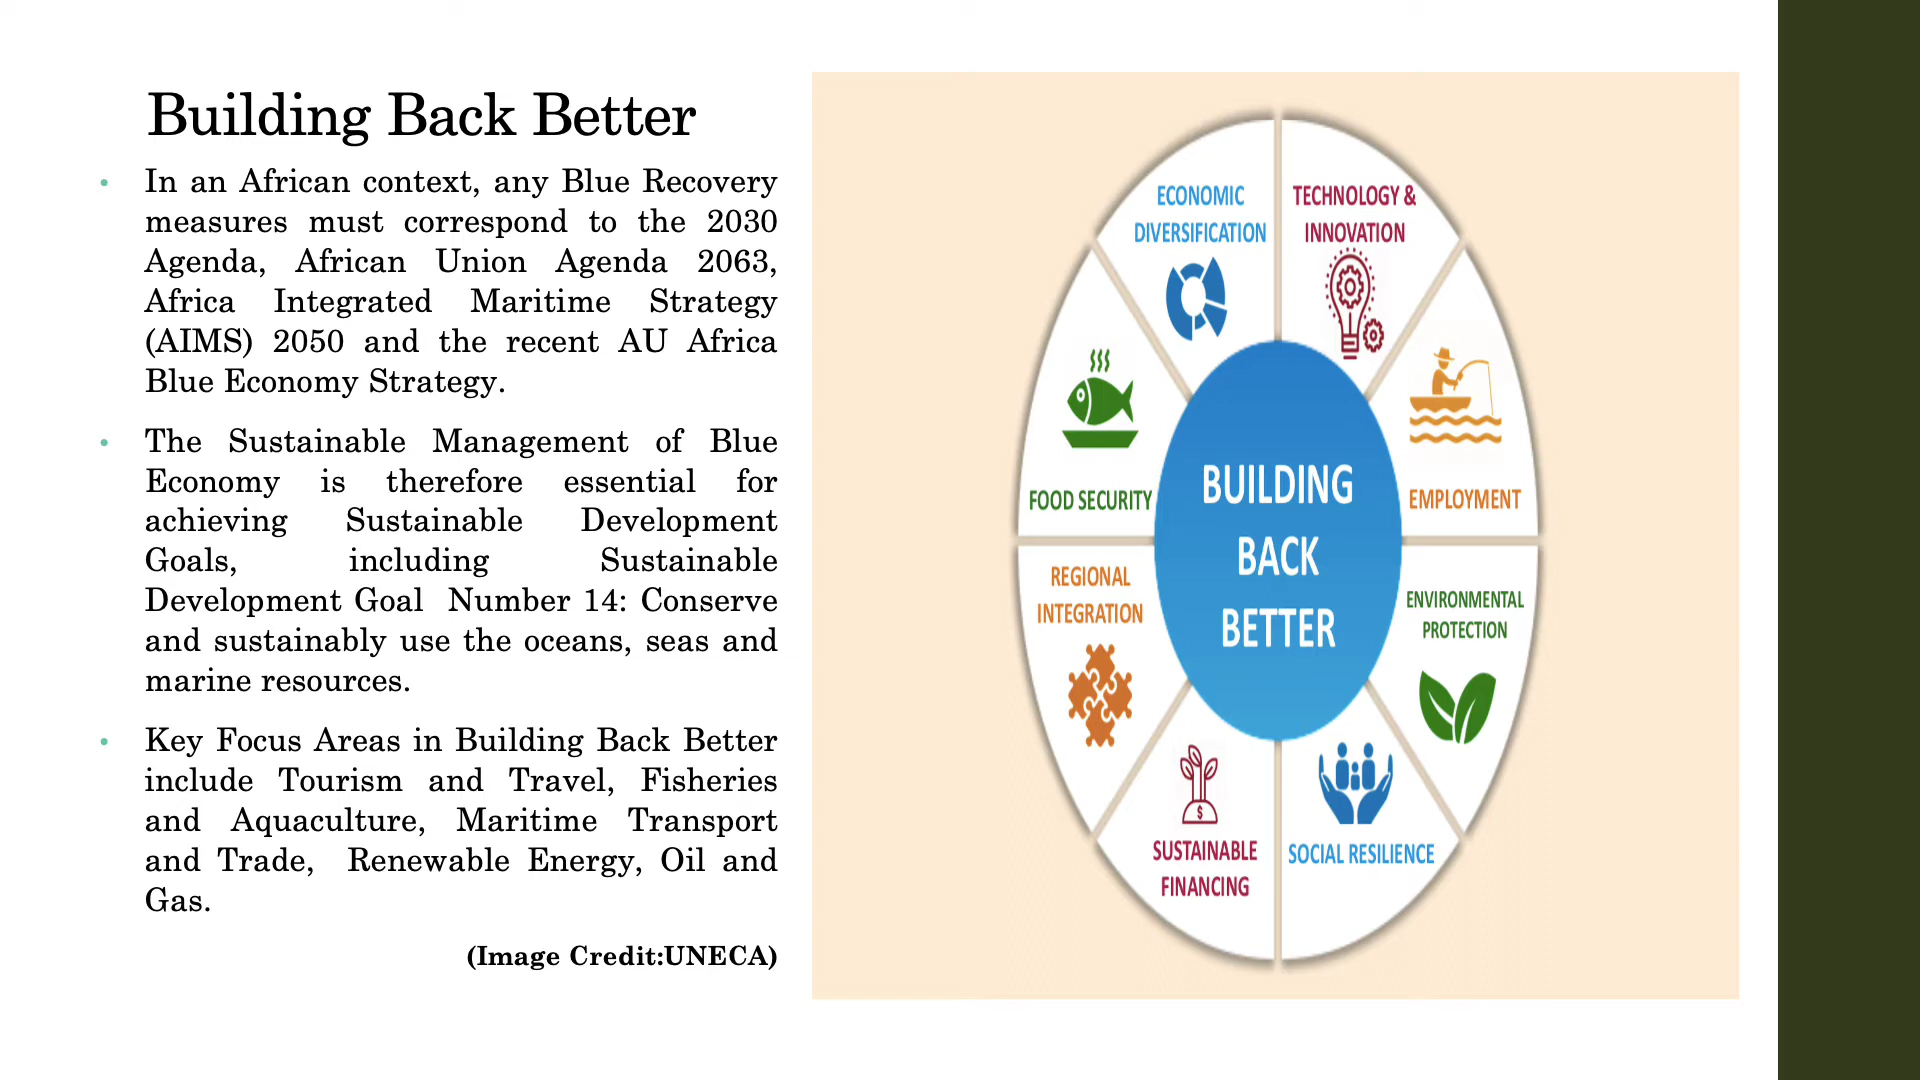 Building Back Better
• In an African context, any Blue Recovery
measures must correspond to the 2030
Agenda, African Union Agenda 2063,
Africa Integrated Maritime Strategy
(AIMS) 2050 and the recent AU Africa
Blue Economy Strategy.
• The Sustainable Management of Blue
Economy is therefore essential for
achieving Sustainable Development
Goals, including Sustainable
Development Goal Number 14: Conserve
and sustainably use the oceans, seas and
marine resources.
• Key Focus Areas in Building Back Better
include Tourism and Travel, Fisheries
and Aquaculture, Maritime Transport
and Trade, Renewable Energy, Oil and
Gas.
(Image Credit:UNECA)
ECONOMIC
DIVERSIFICATION
TECHNOLOGY &
INNOVATION
EMPLOYMENT
ENVIRONMENTAL
PROTECTION
SOCIAL RESILIENCE
SUSTAINABLE
FINANCING
$
REGIONAL
INTEGRATION
FOOD SECURITY
BUILDING
BACK
BETTER